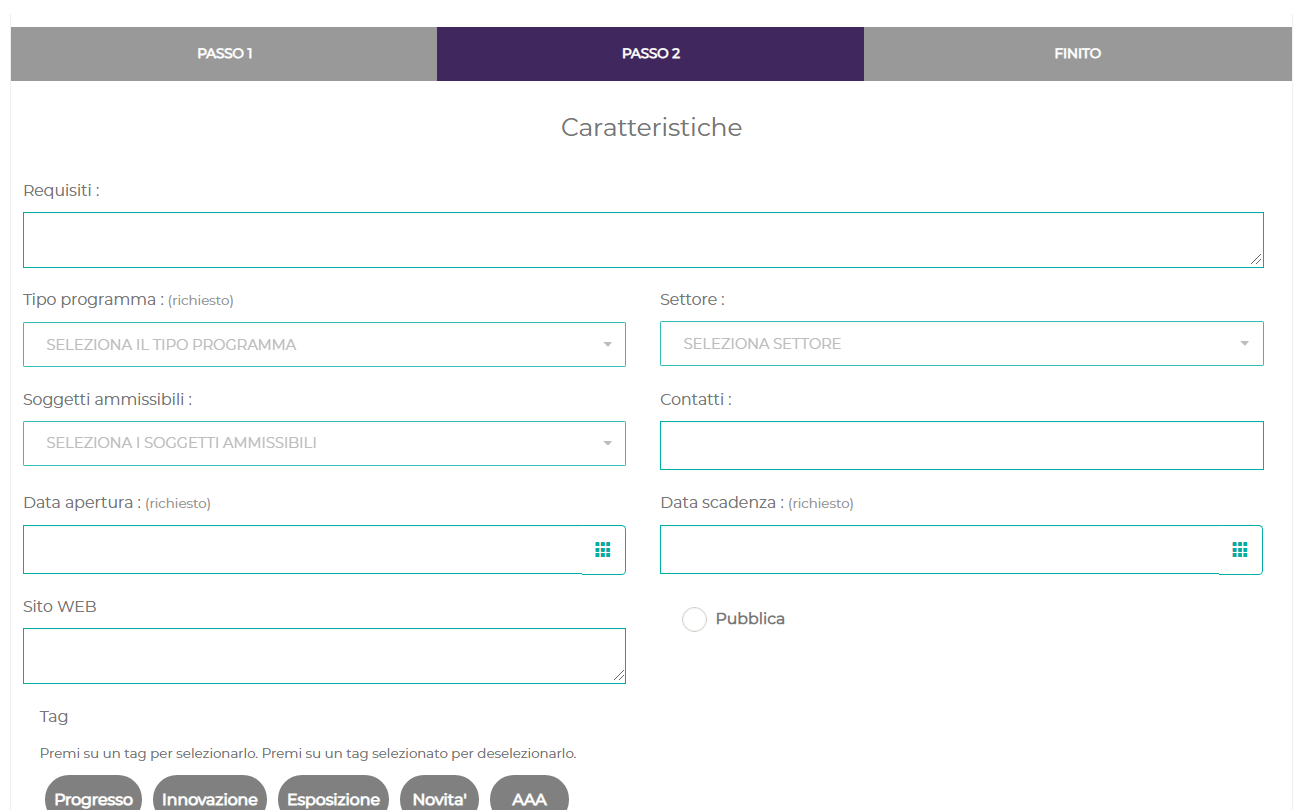 PASSO 1
PASSO 2
FINITO
Caratteristiche
Requisiti :
Tipo programma : (richiesto)
Settore :
SELEZIONA IL TIPO PROGRAMMA
SELEZIONA SETTORE
Soggetti ammissibili :
Contatti :
SELEZIONA I SOGGETTI AMMISSIBILI
Data apertura : (richiesto)
Data scadenza : (richiesto)
Sito WEB
Pubblica
Tag
Premi su un tag per selezionarlo. Premi su un tag selezionato per deselezionarlo.
Progresso
Innovazione
Esposizione
Novita'
AAA